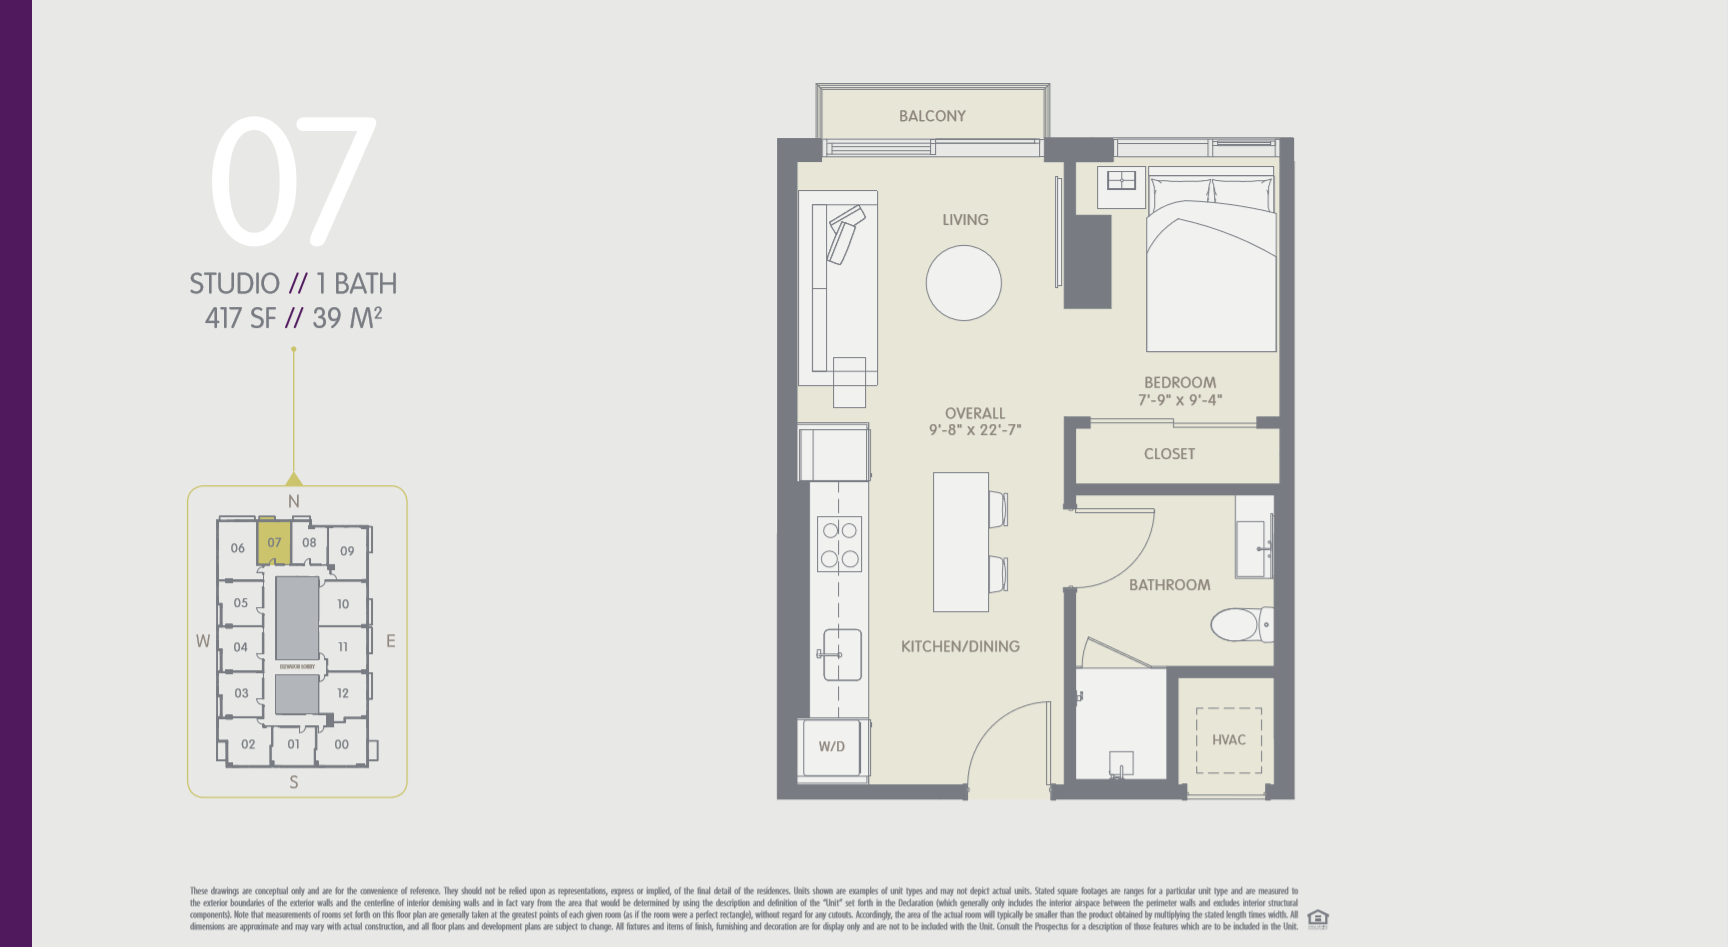 07
STUDIO // 1 BATH
417 SF // 39 M²
N
06 07 08 09
05 10
W 04 11 E
ELEVATOR LOBBY
03 12
02 01 00
S
BALCONY
LIVING
BEDROOM
7'-9" x 9'-4"
OVERALL
9'-8" x 22'-7"
CLOSET
BATHROOM
KITCHEN/DINING
W/D
HVAC
These drawings are conceptual only and are for the convenience of reference. They should not be relied upon as representations, express or implied, of the final detail of the residences. Units shown are examples of unit types and may not depict actual units. Stated square footages are ranges for a particular unit type and are measured to
the exterior boundaries of the exterior walls and the centerline of interior demising walls and in fact vary from the area that would be determined by using the description and definition of the "Unit" set forth in the Declaration (which generally only includes the interior airspace between the perimeter walls and excludes interior structural
components). Note that measurements of rooms set forth on this floor plan are generally taken at the greatest points of each given room (as if the room were a perfect rectangle), without regard for any cutouts. Accordingly, the area of the actual room will typically be smaller than the product obtained by multiplying the stated length times width. All
dimensions are approximate and may vary with actual construction, and all floor plans and development plans are subject to change. All fixtures and items of finish, furnishing and decoration are for display only and are not to be included with the Unit. Consult the Prospectus for a description of those features which are to be included in the Unit.